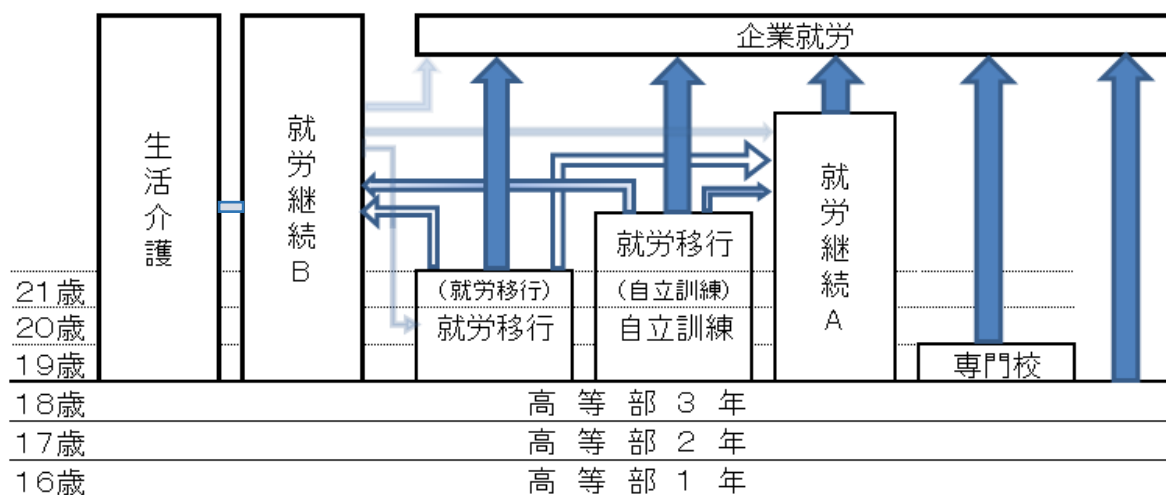 企業就労
生活介護
就労継続B
就労継続A
就労移行
21歳
(就労移行)
(自立訓練)
20歳
就労移行
自立訓練
19歳
専門校
18歳
高等部3年
17歳
高等部2年
16歳
高等部1年